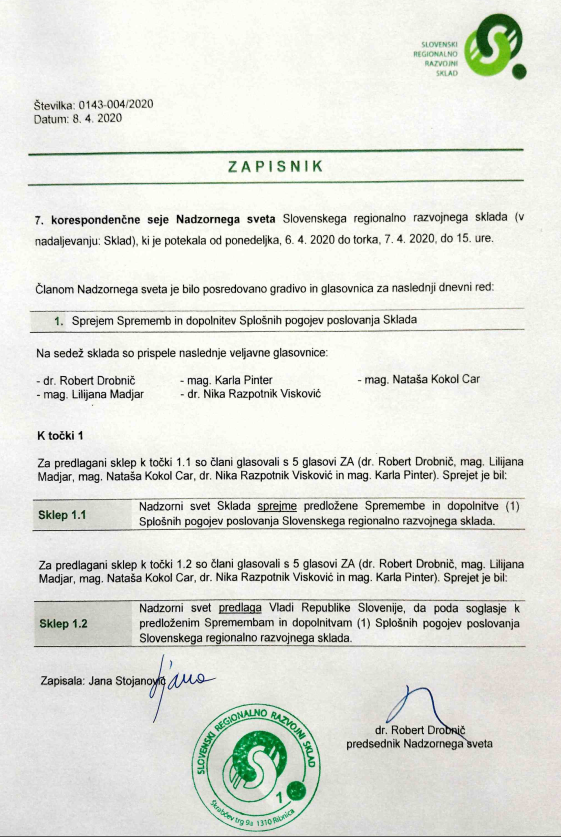 SLOVENSKI
REGIONALNO
RAZVOJNI
SKLAD
Številka: 0143-004/2020
Datum: 8. 4. 2020
ZAPISNIK
7. korespondenčne seje Nadzornega sveta Slovenskega regionalno razvojnega sklada (v
nadaljevanju: Sklad), ki je potekala od ponedeljka, 6. 4. 2020 do torka, 7. 4. 2020, do 15. ure.
Članom Nadzornega sveta je bilo posredovano gradivo in glasovnica za naslednji dnevni red:
1. Sprejem Sprememb in dopolnitev Splošnih pogojev poslovanja Sklada
Na sedež sklada so prispele naslednje veljavne glasovnice:
- dr. Robert Drobnič - mag. Karla Pinter - mag. Nataša Kokol Car
- mag. Lilijana Madjar - dr. Nika Razpotnik Visković
K točki 1
Za predlagani sklep k točki 1.1 so člani glasovali s 5 glasovi ZA (dr. Robert Drobnič, mag. Lilijana
Madjar, mag. Nataša Kokol Car, dr. Nika Razpotnik Visković in mag. Karla Pinter). Sprejet je bil:
Sklep 1.1
Nadzorni svet Sklada sprejme predložene Spremembe in dopolnitve (1)
Splošnih pogojev poslovanja Slovenskega regionalno razvojnega sklada.
Za predlagani sklep k točki 1.2 so člani glasovali s 5 glasovi ZA (dr. Robert Drobnič, mag. Lilijana
Madjar, mag. Nataša Kokol Car, dr. Nika Razpotnik Visković in mag. Karla Pinter). Sprejet je bil:
Sklep 1.2
Nadzorni svet predlaga Vladi Republike Slovenije, da poda soglasje k
predloženim Spremembam in dopolnitvam (1) Splošnih pogojev poslovanja
Slovenskega regionalno razvojnega sklada.
Zapisala: Jana Stojanovič
dr. Robert Drobnič
predsednik Nadzornega sveta
SLOVENSKI REGIONALNO RAZVOJNI SKLAD
1
Škrabčev trg 9a 1310 Ribnica